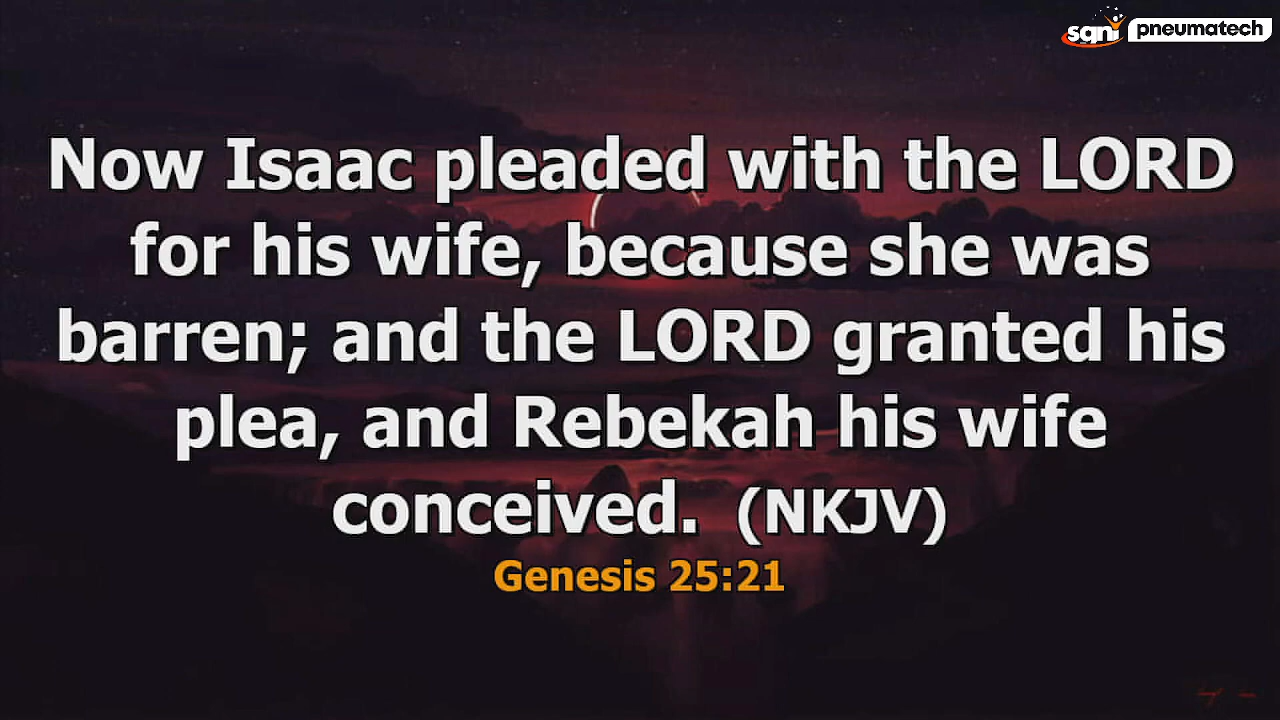 sqni pneumatech
Now Isaac pleaded with the LORD
for his wife, because she was
barren; and the LORD granted his
plea, and Rebekah his wife
conceived. (NKJV)
Genesis 25:21